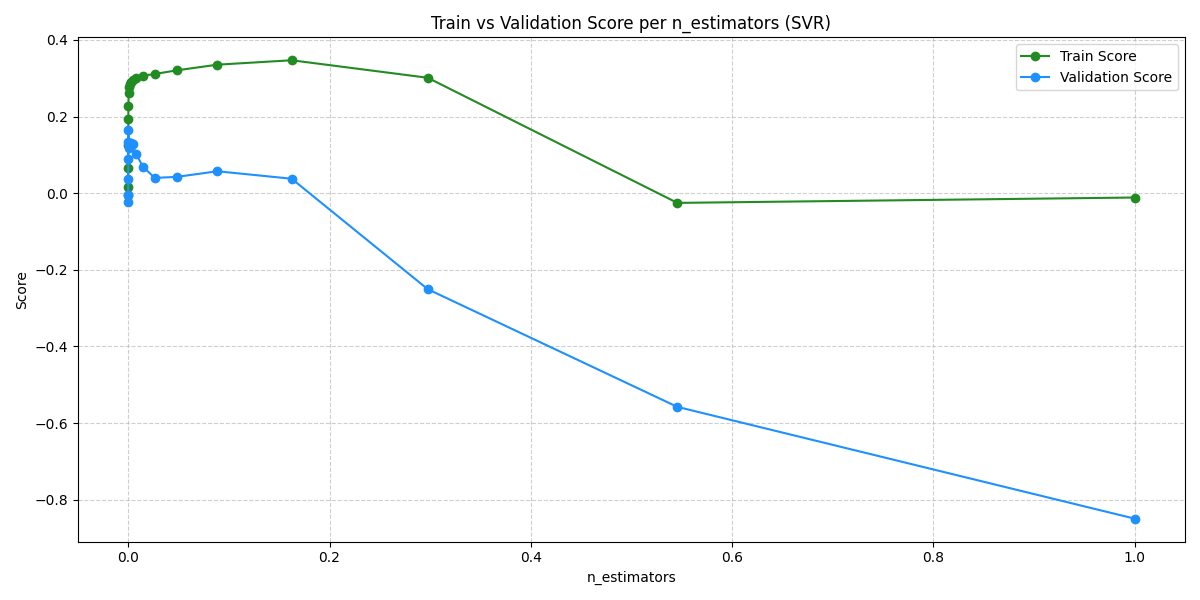 Train vs Validation Score per n_estimators (SVR)
Train Score
Validation Score
Score
0.4
0.2
0.0
−0.2
−0.4
−0.6
−0.8
0.0 0.2 0.4 0.6 0.8 1.0
n_estimators